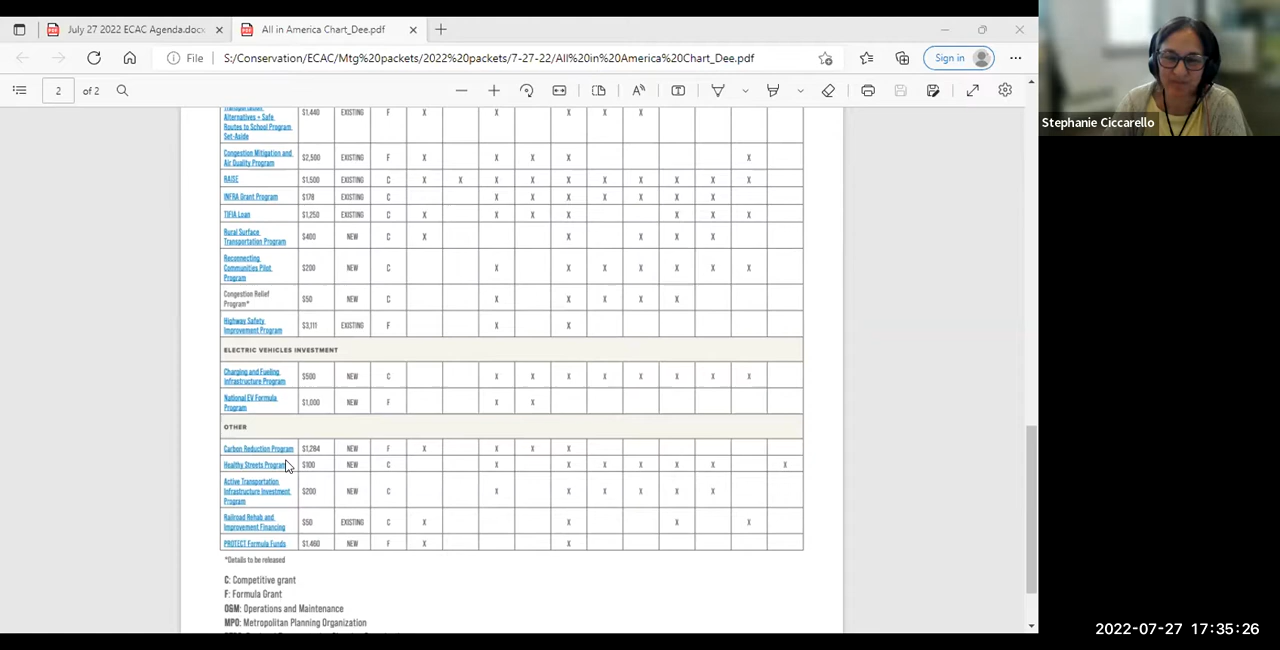 July 27 2022 ECAC Agenda.docx
All in America Chart_Dee.pdf
File
S:/Conservation/ECAC/Mtg%20packets/2022%20packets/7-27-22/All%20in%20America%20Chart_Dee.pdf
Sign in
2 of 2
Stephanie Ciccarello
Alternatives + Safe
Routes to School Program
Set-Aside
$1,440 EXISTING F X X X X
Congestion Mitigation and
Air Quality Program
$2,500 EXISTING F X X X X X
RAISE $1,500 EXISTING C X X X X X X X X X X
INFRA Grant Program $178 EXISTING C X X X X X X X
TIFIA Loan $1,250 EXISTING C X X X X X X X
Rural Surface
Transportation Program
$400 NEW C X X X X X
Reconnecting
Communities Pilot
Program
$200 NEW C X X X X X X X
Congestion Relief
Program*
$50 NEW C X X X X X
Highway Safety
Improvement Program
$3,111 EXISTING F X X
ELECTRIC VEHICLES INVESTMENT
Charging and Fueling
Infrastructure Program
$500 NEW C X X X X X X X X
National EV Formula
Program
$1,000 NEW F X X
OTHER
Carbon Reduction Program $1,284 NEW F X X X X
Healthy Streets Program $100 NEW C X X X X X X X
Active Transportation
Infrastructure Investment
Program
$200 NEW C X X X X X X
Railroad Rehab and
Improvement Financing
$50 EXISTING C X X X X
PROTECT Formula Funds $1,460 NEW F X X
*Details to be released
C: Competitive grant
F: Formula Grant
O&M: Operations and Maintenance
MPO: Metropolitan Planning Organization
2022-07-27 17:35:26